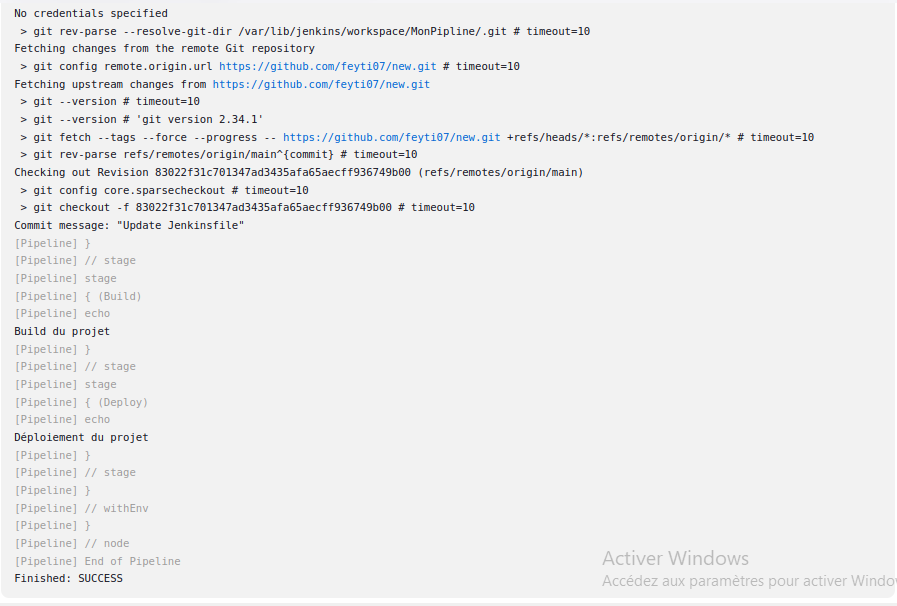 No credentials specified
> git rev-parse --resolve-git-dir /var/lib/jenkins/workspace/MonPipline/.git # timeout=10
Fetching changes from the remote Git repository
> git config remote.origin.url https://github.com/feyti07/new.git # timeout=10
Fetching upstream changes from https://github.com/feyti07/new.git
> git --version # timeout=10
> git --version # 'git version 2.34.1'
> git fetch --tags --force --progress -- https://github.com/feyti07/new.git +refs/heads/*:refs/remotes/origin/* # timeout=10
> git rev-parse refs/remotes/origin/main^{commit} # timeout=10
Checking out Revision 83022f31c701347ad3435afa65aecff936749b00 (refs/remotes/origin/main)
> git config core.sparsecheckout # timeout=10
> git checkout -f 83022f31c701347ad3435afa65aecff936749b00 # timeout=10
Commit message: "Update Jenkinsfile"
[Pipeline] }
[Pipeline] // stage
[Pipeline] stage
[Pipeline] { (Build)
[Pipeline] echo
Build du projet
[Pipeline] }
[Pipeline] // stage
[Pipeline] stage
[Pipeline] { (Deploy)
[Pipeline] echo
Déploiement du projet
[Pipeline] }
[Pipeline] // stage
[Pipeline] }
[Pipeline] // withEnv
[Pipeline] }
[Pipeline] // node
[Pipeline] End of Pipeline
Finished: SUCCESS
Activer Windows
Accédez aux paramètres pour activer Windo